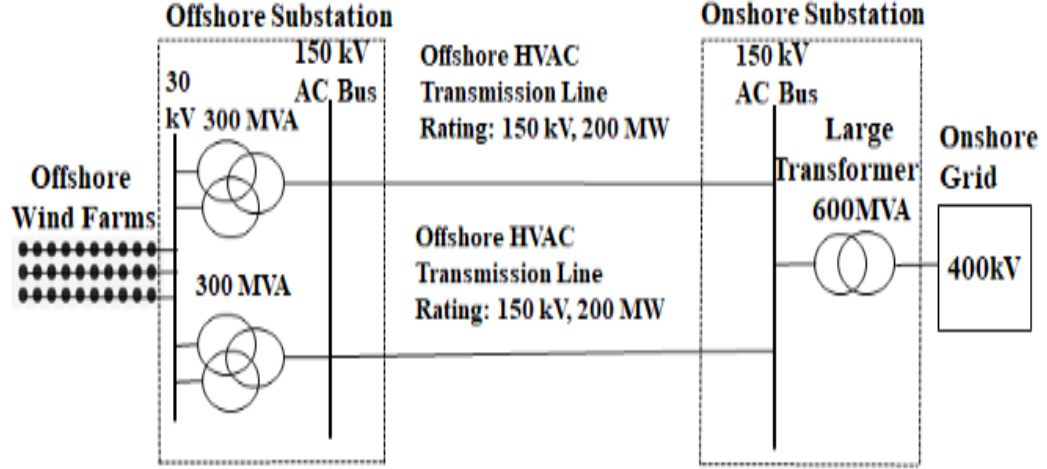 Offshore Substation
150 kV
AC Bus
30
kV 300 MVA
Offshore
Wind Farms
300 MVA
Offshore HVAC
Transmission Line
Rating: 150 kV, 200 MW
Offshore HVAC
Transmission Line
Rating: 150 kV, 200 MW
Onshore Substation
150 kV
AC Bus
Large
Transformer
600MVA
Onshore
Grid
400kV